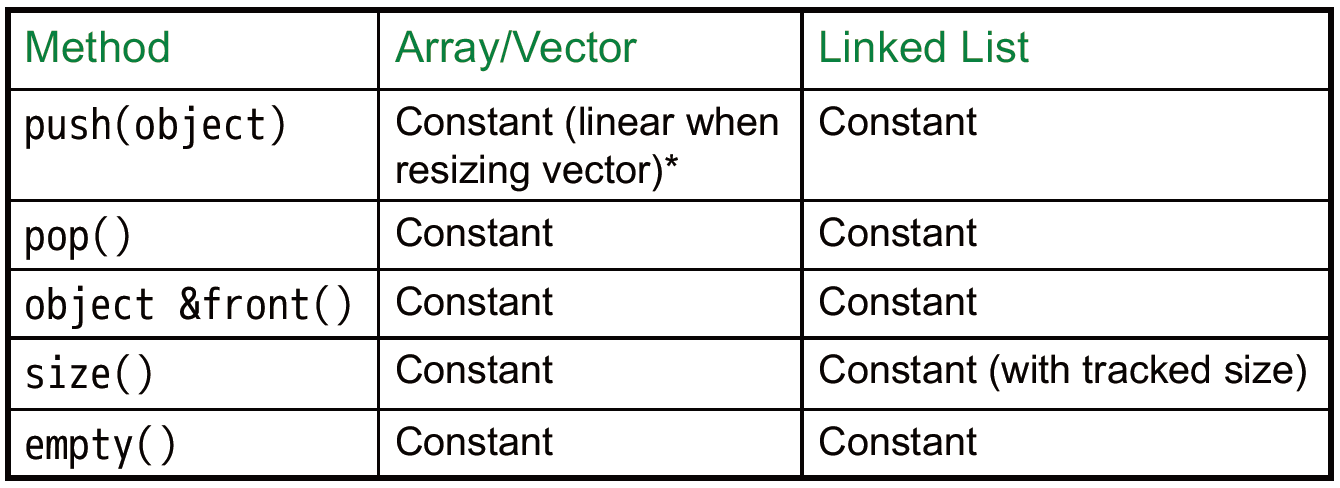 Method Array/Vector Linked List
push(object) Constant (linear when Constant
resizing vector)*
pop() Constant Constant
object &front() Constant Constant
size() Constant Constant (with tracked size)
empty() Constant Constant